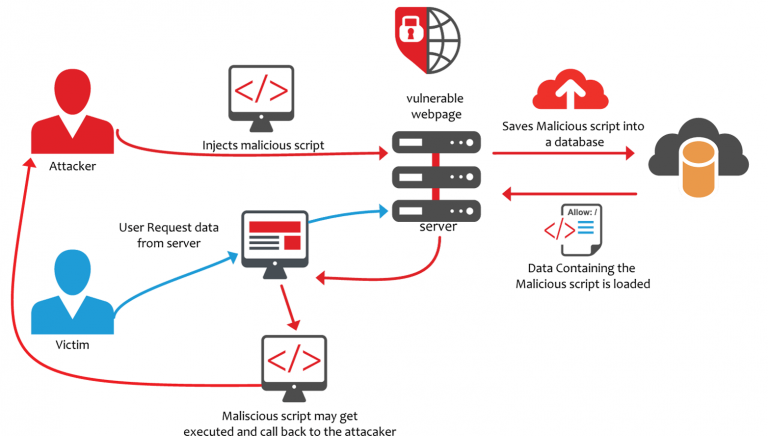 vulnerable
webpage
Injects malicious script
Saves Malicious script into
a database
Attacker
server
User Request data
from server
Allow: /
Data Containing the
Malicious script is loaded
Victim
Maliscious script may get
executed and call back to the attacaker